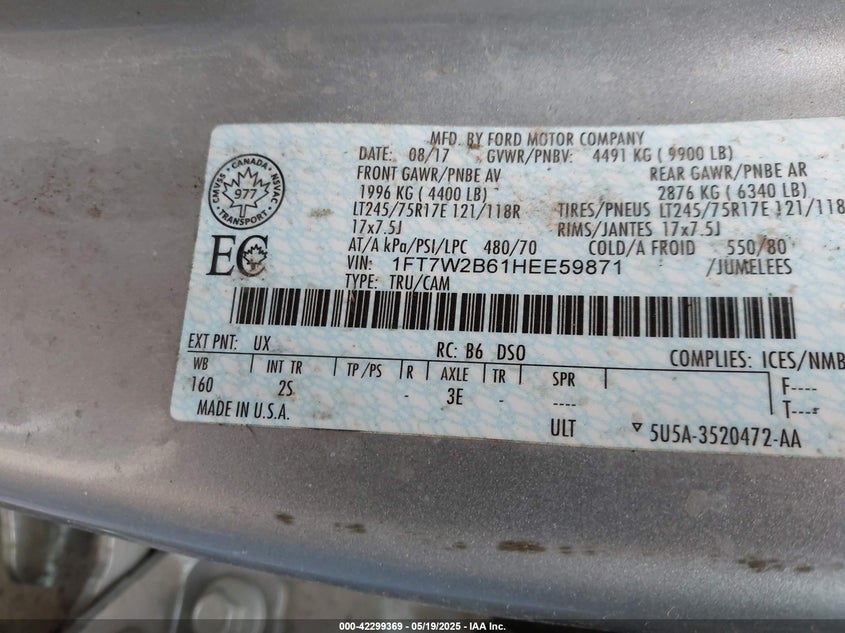 MFD. BY FORD MOTOR COMPANY
DATE: 08/17 GVWR/PNBV: 4491 KG ( 9900 LB)
FRONT GAWR/PNBE AV REAR GAWR/PNBE AR
1996 KG ( 4400 LB) 2876 KG ( 6340 LB)
LT245/75R17E 121/118R TIRES/PNEUS LT245/75R17E 121/118
17x7.5J RIMS/JANTES 17x7.5J
AT/A kPa/PSI/LPC 480/70 COLD/A FROID 550/80
VIN: 1FT7W2B61HEE59871 /JUMELEES
TYPE: TRU/CAM
CMVSS CANADA NSVAC
977
TRANSPORT
EC
EXT PNT: UX RC: B6 DSO COMPLIES: ICES/NMB
WB INT TR TP/PS R AXLE TR SPR F----
160 2S - 3E ---- T----
MADE IN U.S.A. ULT 5U5A-3520472-AA
000-42299369 - 05/19/2025 - IAA Inc.